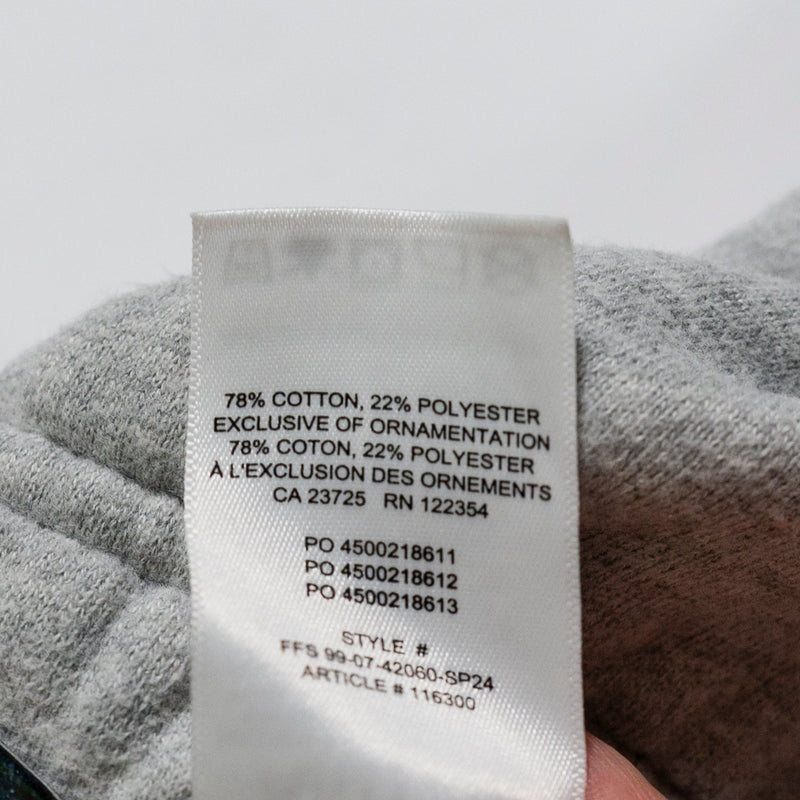 78% COTTON, 22% POLYESTER
EXCLUSIVE OF ORNAMENTATION
78% COTON, 22% POLYESTER
À L'EXCLUSION DES ORNEMENTS
CA 23725 RN 122354
PO 4500218611
PO 4500218612
PO 4500218613
STYLE #
FFS 99-07-42060-SP24
ARTICLE # 116300